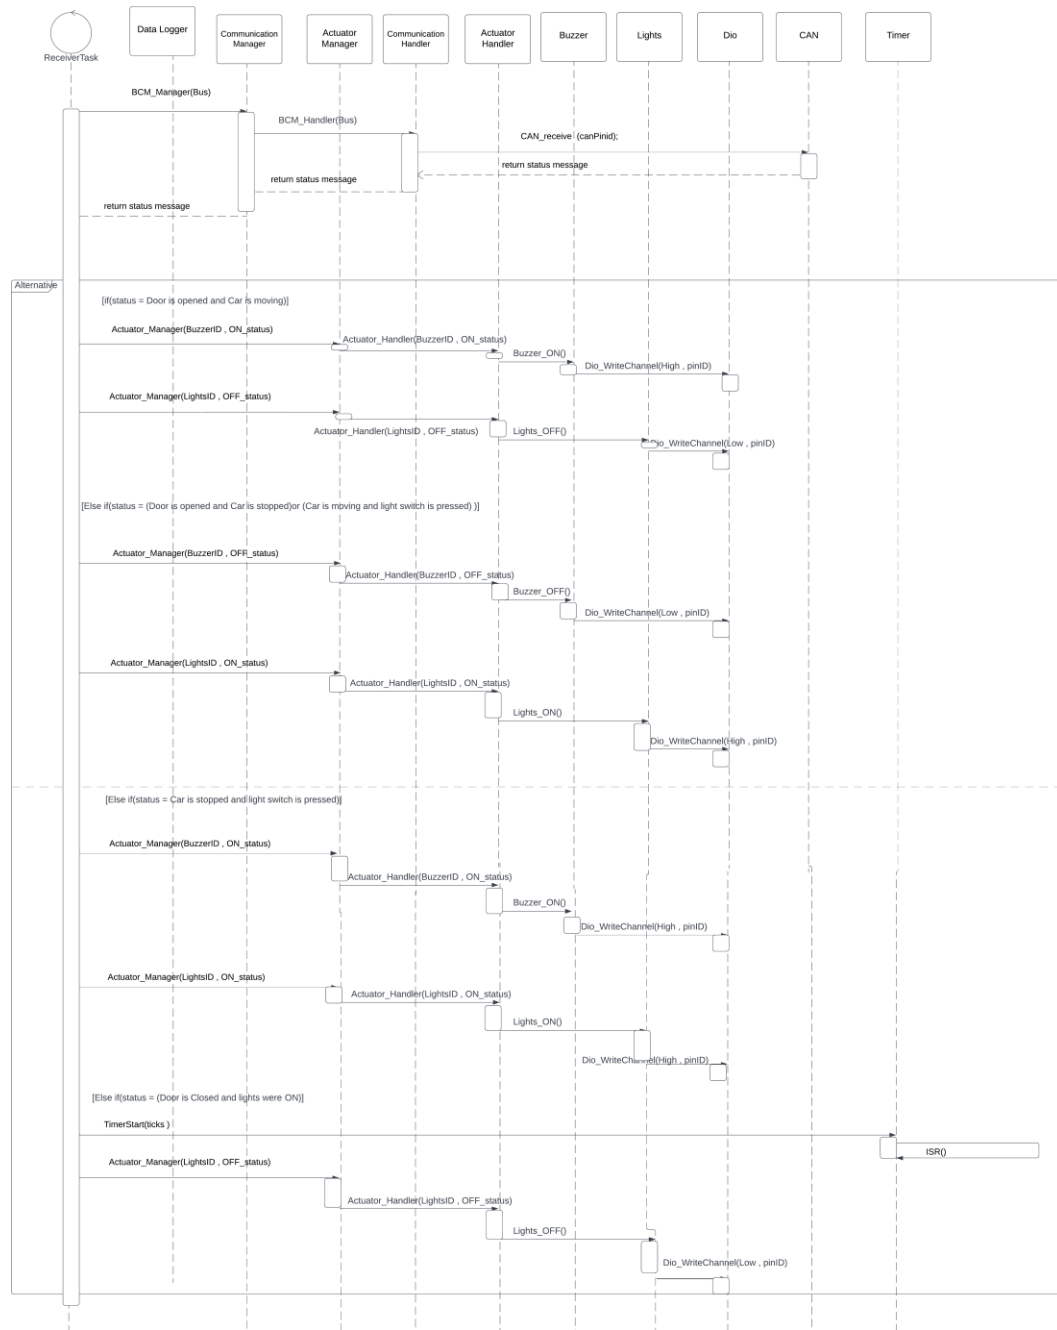 ReceiverTask
Data Logger
Communication
Manager
Actuator
Manager
Communication
Handler
Actuator
Handler
Buzzer
Lights
Dio
CAN
Timer
BCM_Manager(Bus)
BCM_Handler(Bus)
CAN_receive (canPinid);
return status message
return status message
return status message
Alternative
[if(status = Door is opened and Car is moving)]
Actuator_Manager(BuzzerID , ON_status)
Actuator_Handler(BuzzerID , ON_status)
Buzzer_ON()
Dio_WriteChannel(High , pinID)
Actuator_Manager(LightsID , OFF_status)
Actuator_Handler(LightsID , OFF_status)
Lights_OFF()
Dio_WriteChannel(Low , pinID)
[Else if(status = (Door is opened and Car is stopped)or (Car is moving and light switch is pressed) )]
Actuator_Manager(BuzzerID , OFF_status)
Actuator_Handler(BuzzerID , OFF_status)
Buzzer_OFF()
Dio_WriteChannel(Low , pinID)
Actuator_Manager(LightsID , ON_status)
Actuator_Handler(LightsID , ON_status)
Lights_ON()
Dio_WriteChannel(High , pinID)
[Else if(status = Car is stopped and light switch is pressed)]
Actuator_Manager(BuzzerID , ON_status)
Actuator_Handler(BuzzerID , ON_status)
Buzzer_ON()
Dio_WriteChannel(High , pinID)
Actuator_Manager(LightsID , ON_status)
Actuator_Handler(LightsID , ON_status)
Lights_ON()
Dio_WriteChannel(High , pinID)
[Else if(status = (Door is Closed and lights were ON)]
TimerStart(ticks )
ISR()
Actuator_Manager(LightsID , OFF_status)
Actuator_Handler(LightsID , OFF_status)
Lights_OFF()
Dio_WriteChannel(Low , pinID)